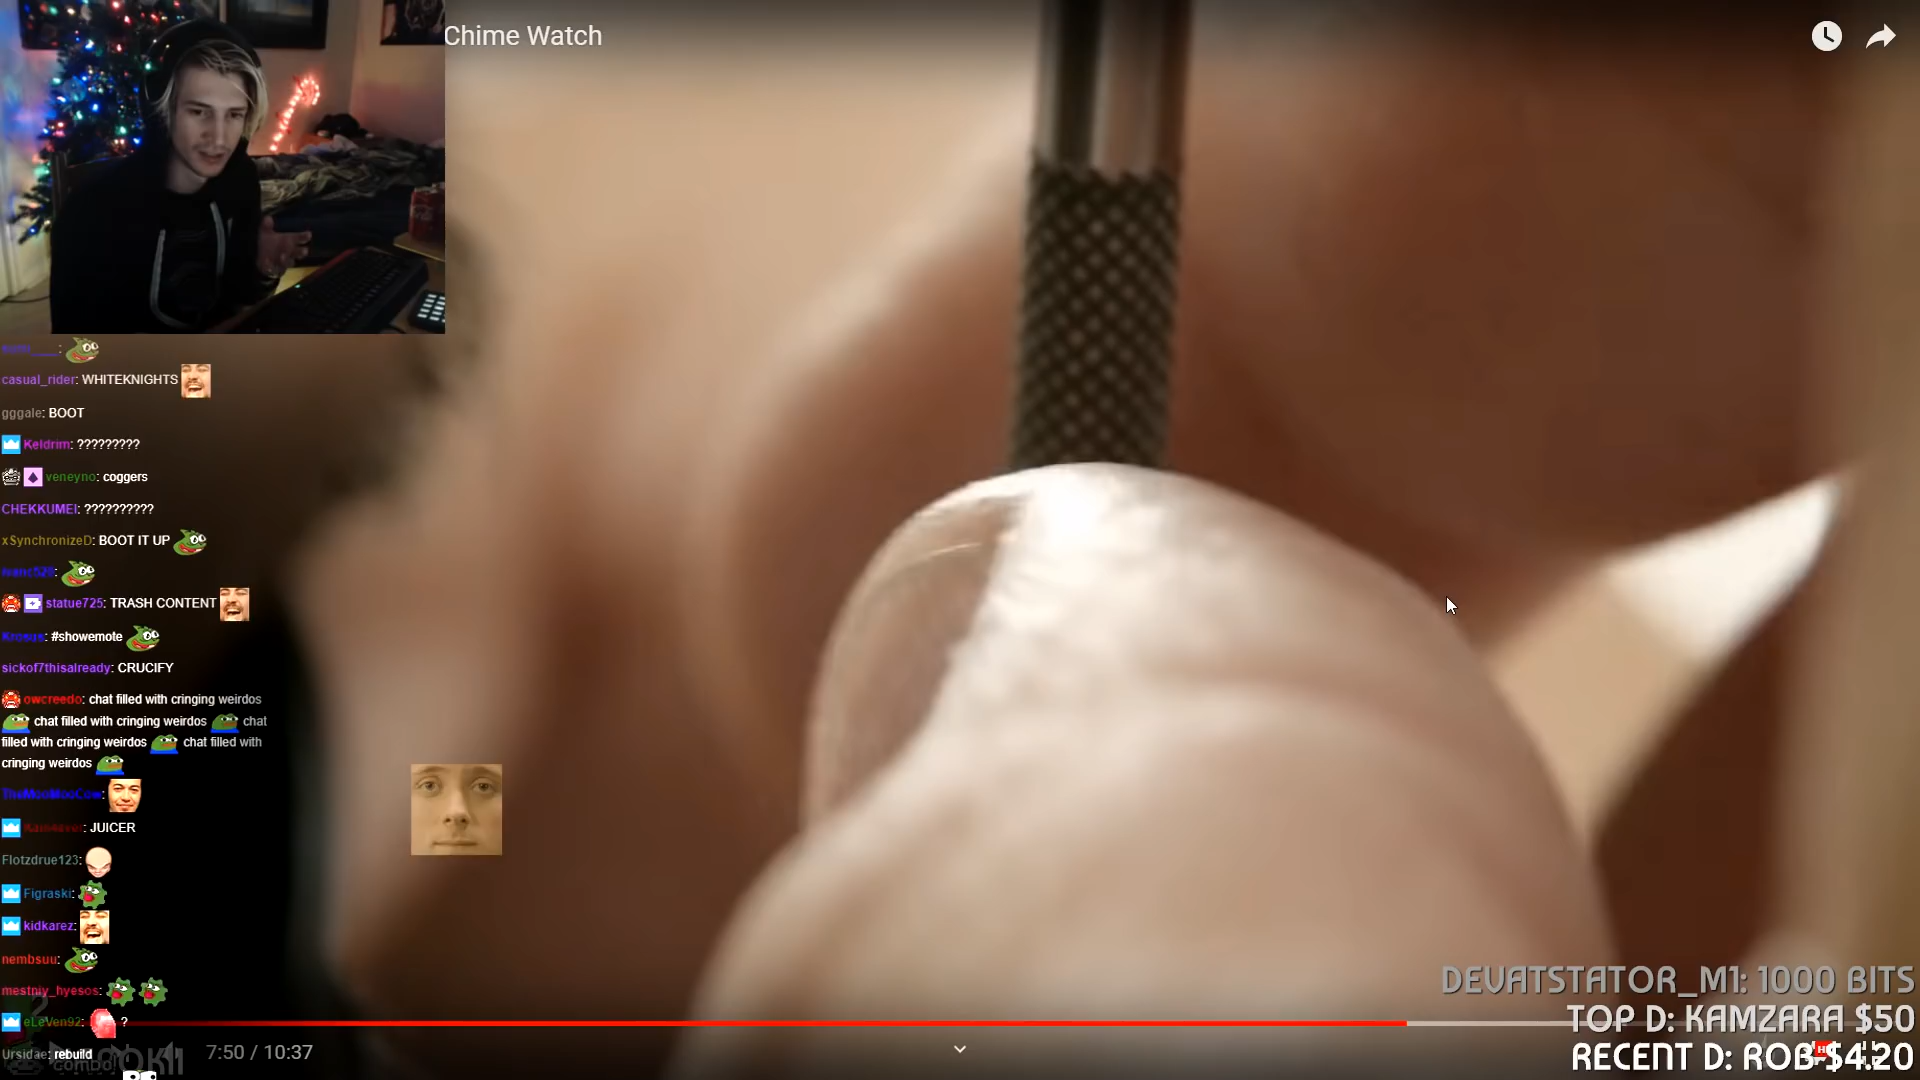 Chime Watch
casual_rider: WHITEKNIGHTS
gggale: BOOT
Keldrim: ?????????
veneyno: coggers
CHEKKUMEI: ??????????
xSynchronizeD: BOOT IT UP
statue725: TRASH CONTENT
Krosus: #showemote
sickof7thisalready: CRUCIFY
owcreedo: chat filled with cringing weirdos
chat filled with cringing weirdos chat
filled with cringing weirdos chat filled with
cringing weirdos
TheMooMooCow:
: JUICER
Flotzdrue123:
Figraski:
kidkarez:
nembsuu:
mestniy_hyesos:
eLeVen92: ?
Ursidae: rebuild
7:50 / 10:37
DEVATSTATOR_M1: 1000 BITS
TOP D: KAMZARA $50
RECENT D: ROB $4.20